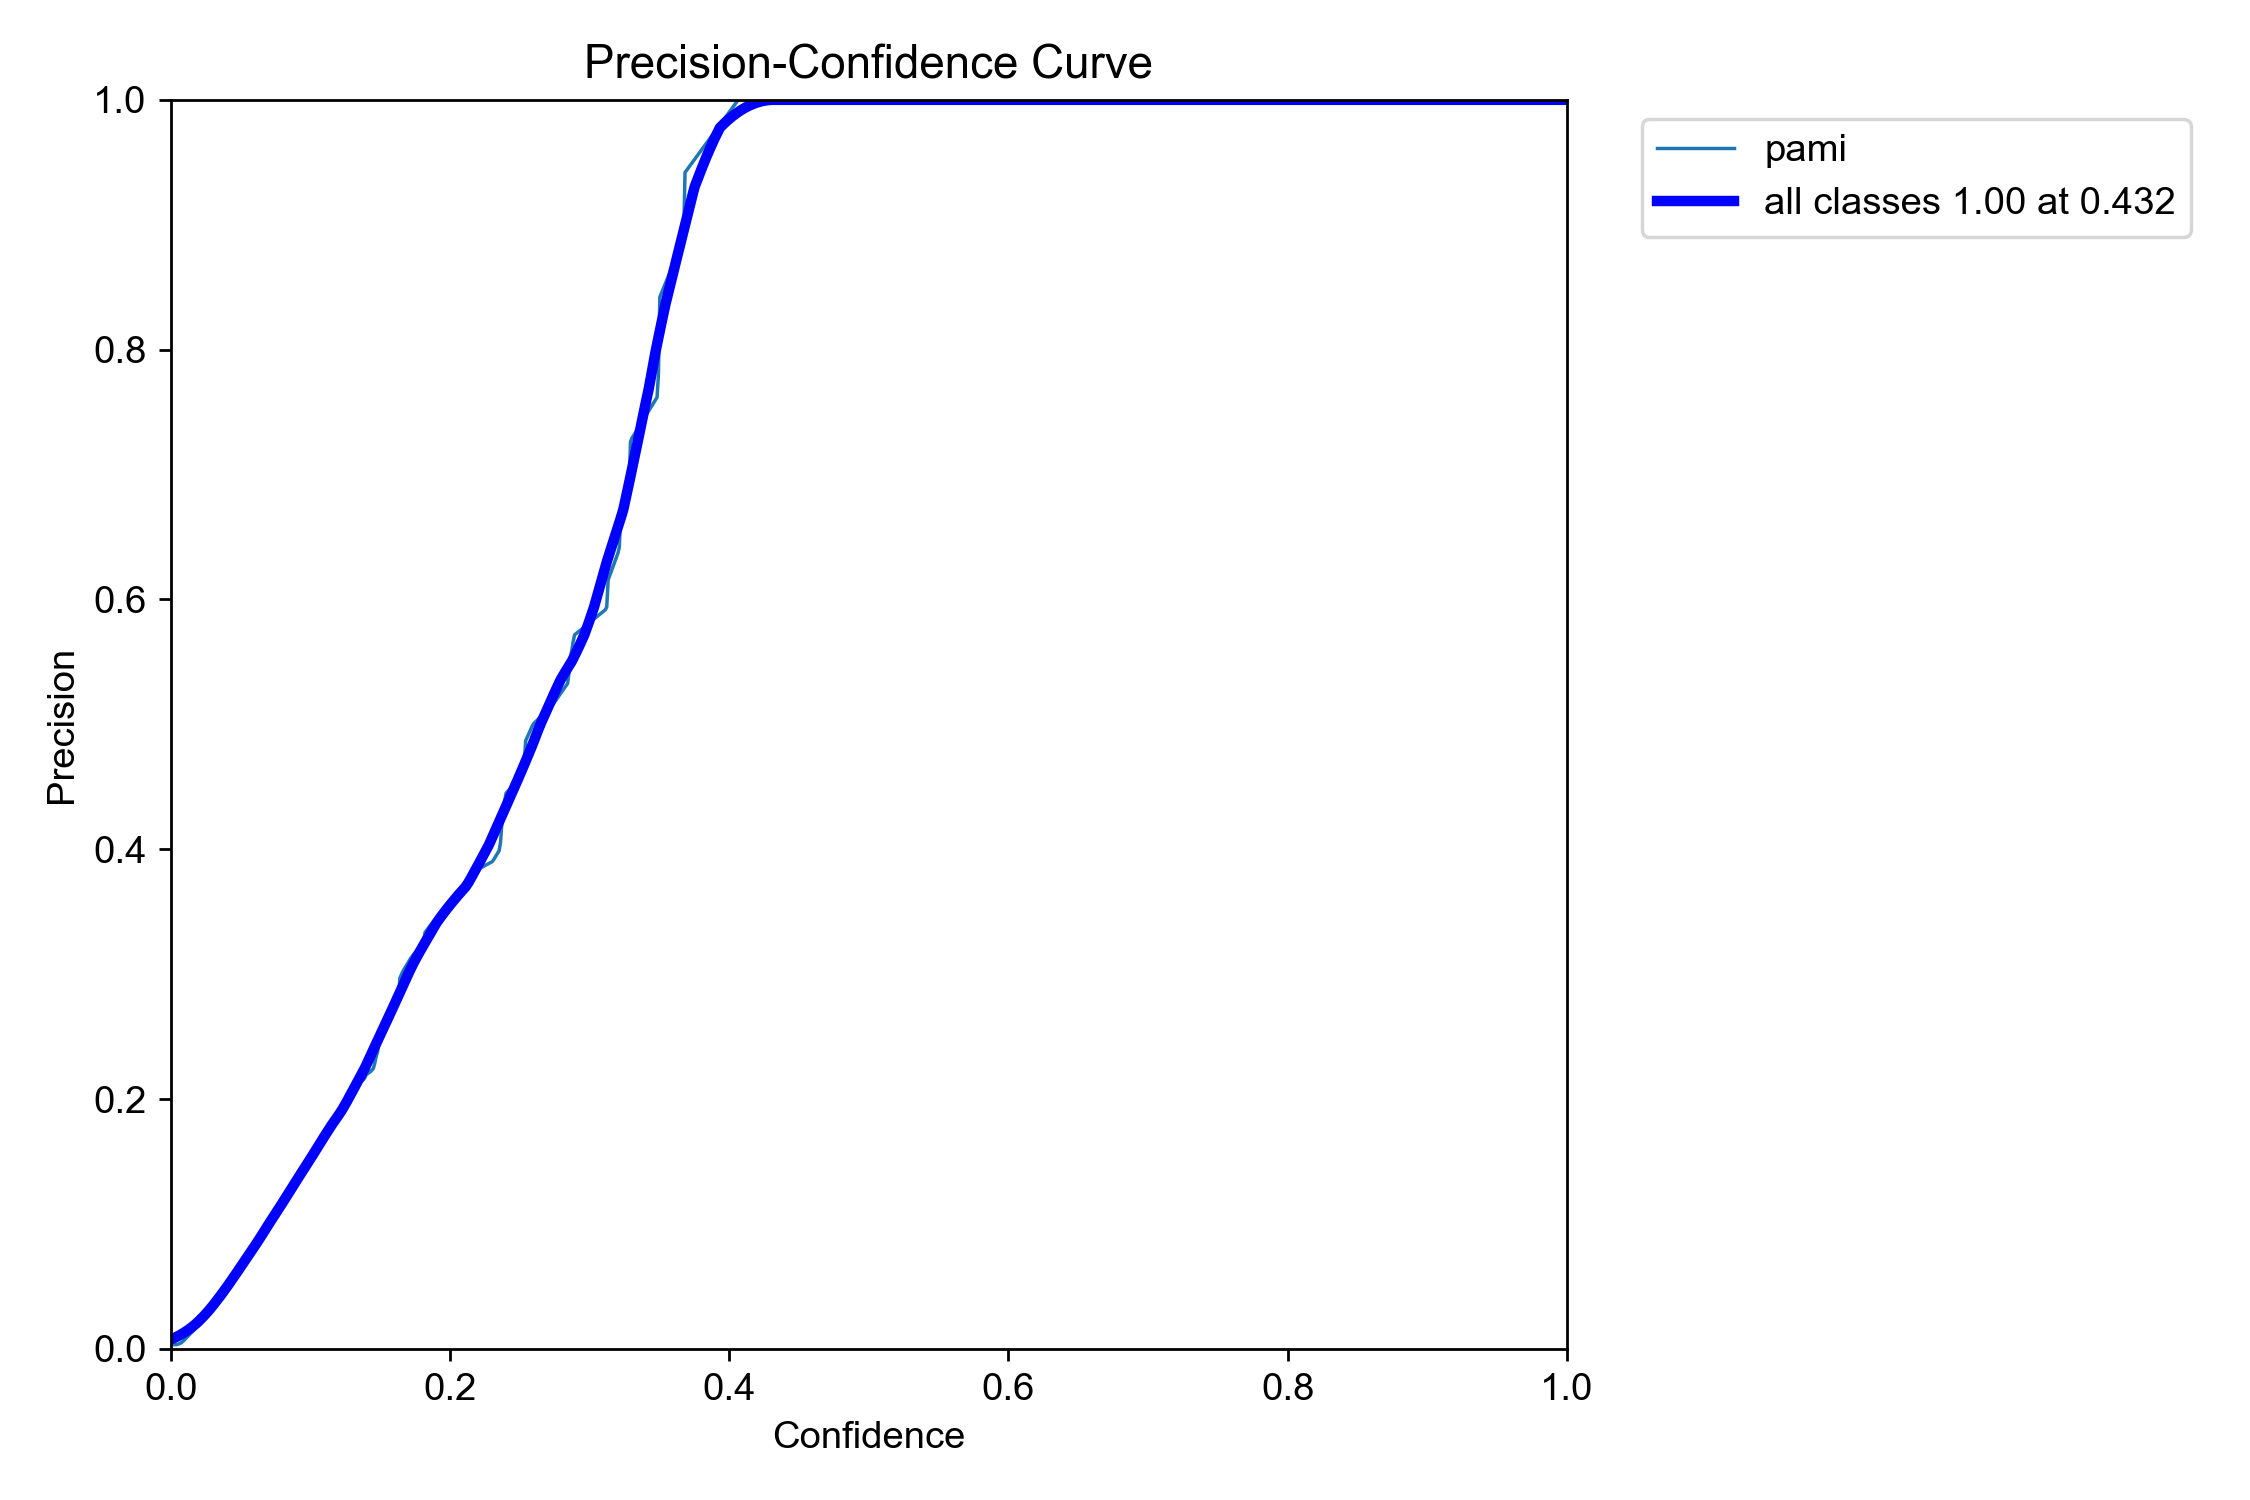 Precision-Confidence Curve
1.0
0.8
0.6
0.4
0.2
0.0
Precision
0.0 0.2 0.4 0.6 0.8 1.0
Confidence
pami
all classes 1.00 at 0.432